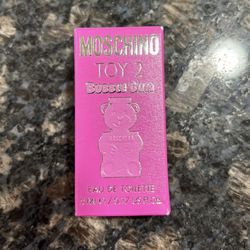 MOSCHINO
TOY 2
BUBBLE GUM
EAU DE TOILETTE